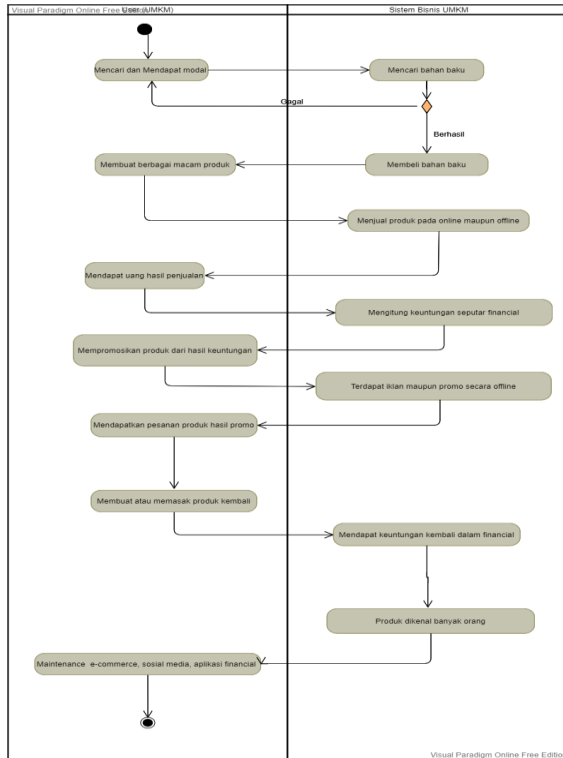 Visual Paradigm Online Free Edition
User (UMKM)
Sistem Bisnis UMKM
Mencari dan Mendapat modal
Mencari bahan baku
Gagal
Berhasil
Membuat berbagai macam produk
Membeli bahan baku
Menjual produk pada online maupun offline
Mendapat uang hasil penjualan
Mengitung keuntungan seputar financial
Mempromosikan produk dari hasil keuntungan
Terdapat iklan maupun promo secara offline
Mendapatkan pesanan produk hasil promo
Membuat atau memasak produk kembali
Mendapat keuntungan kembali dalam financial
Produk dikenal banyak orang
Maintenance e-commerce, sosial media, aplikasi financial
Visual Paradigm Online Free Edition